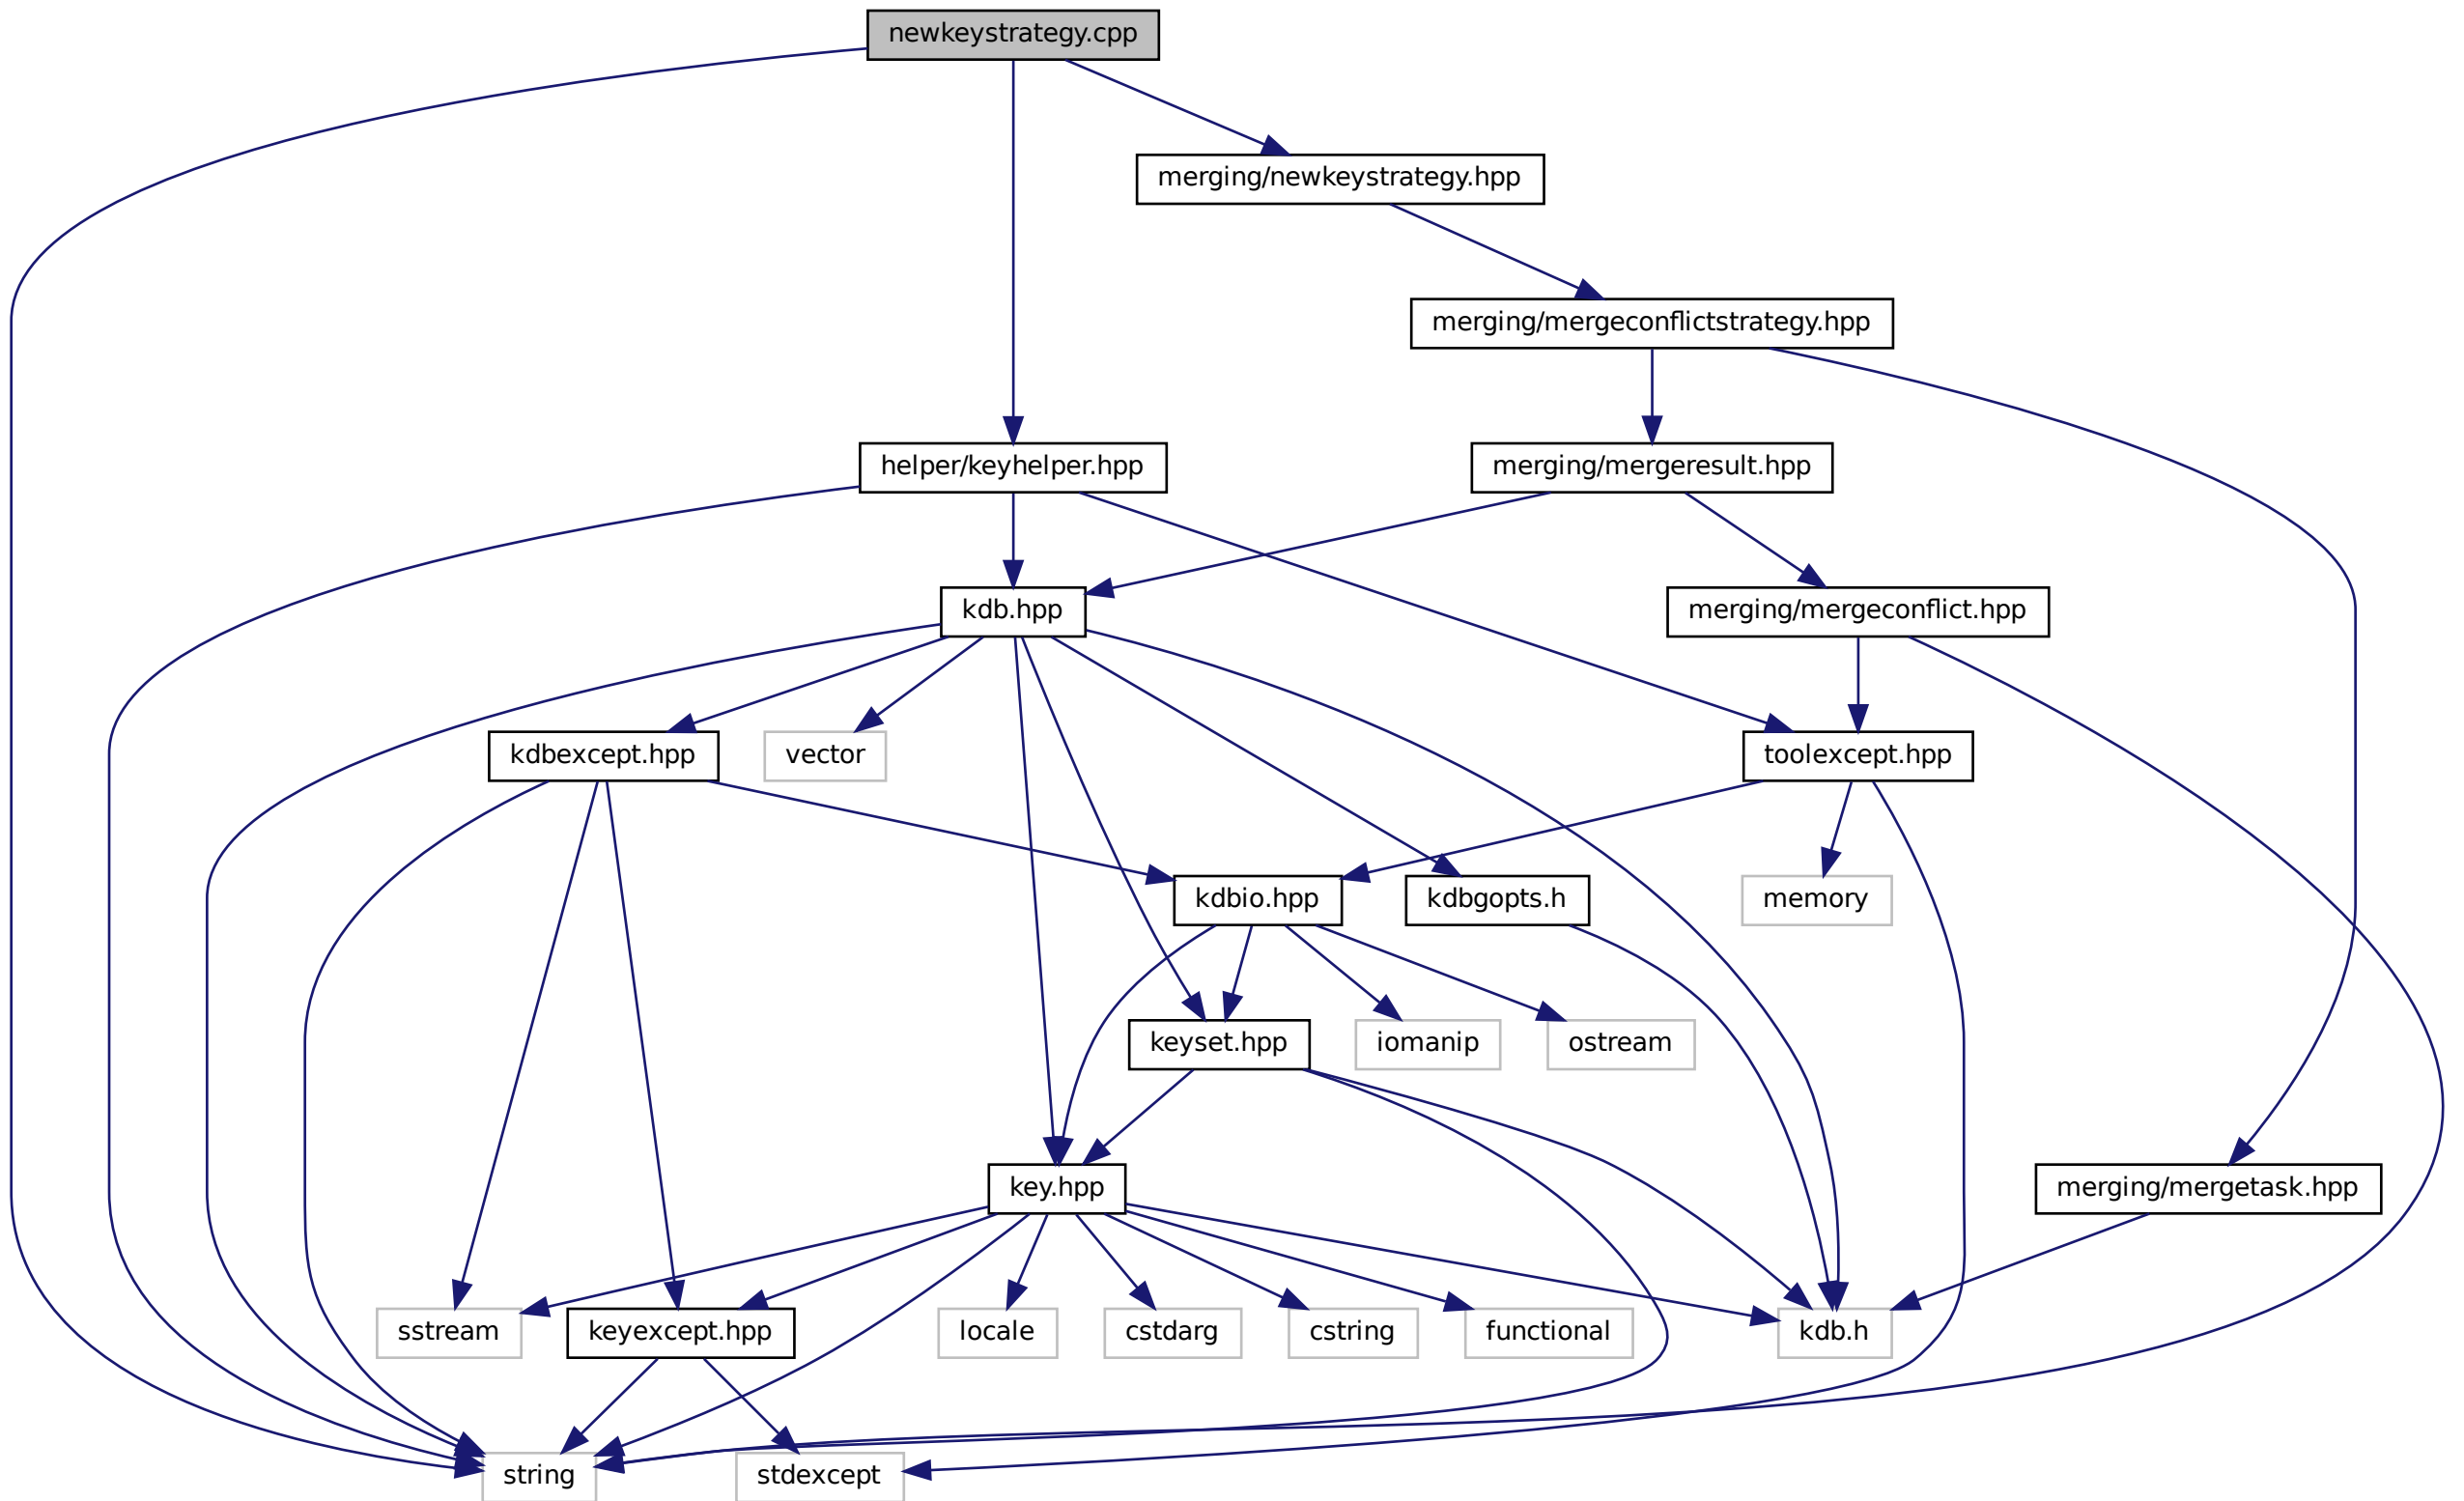 newkeystrategy.cpp
merging/newkeystrategy.hpp
merging/mergeconflictstrategy.hpp
helper/keyhelper.hpp
merging/mergeresult.hpp
kdb.hpp
merging/mergeconflict.hpp
kdbexcept.hpp
vector
toolexcept.hpp
kdbio.hpp
kdbgopts.h
memory
keyset.hpp
iomanip
ostream
key.hpp
merging/mergetask.hpp
sstream
keyexcept.hpp
locale
cstdarg
cstring
functional
kdb.h
string
stdexcept